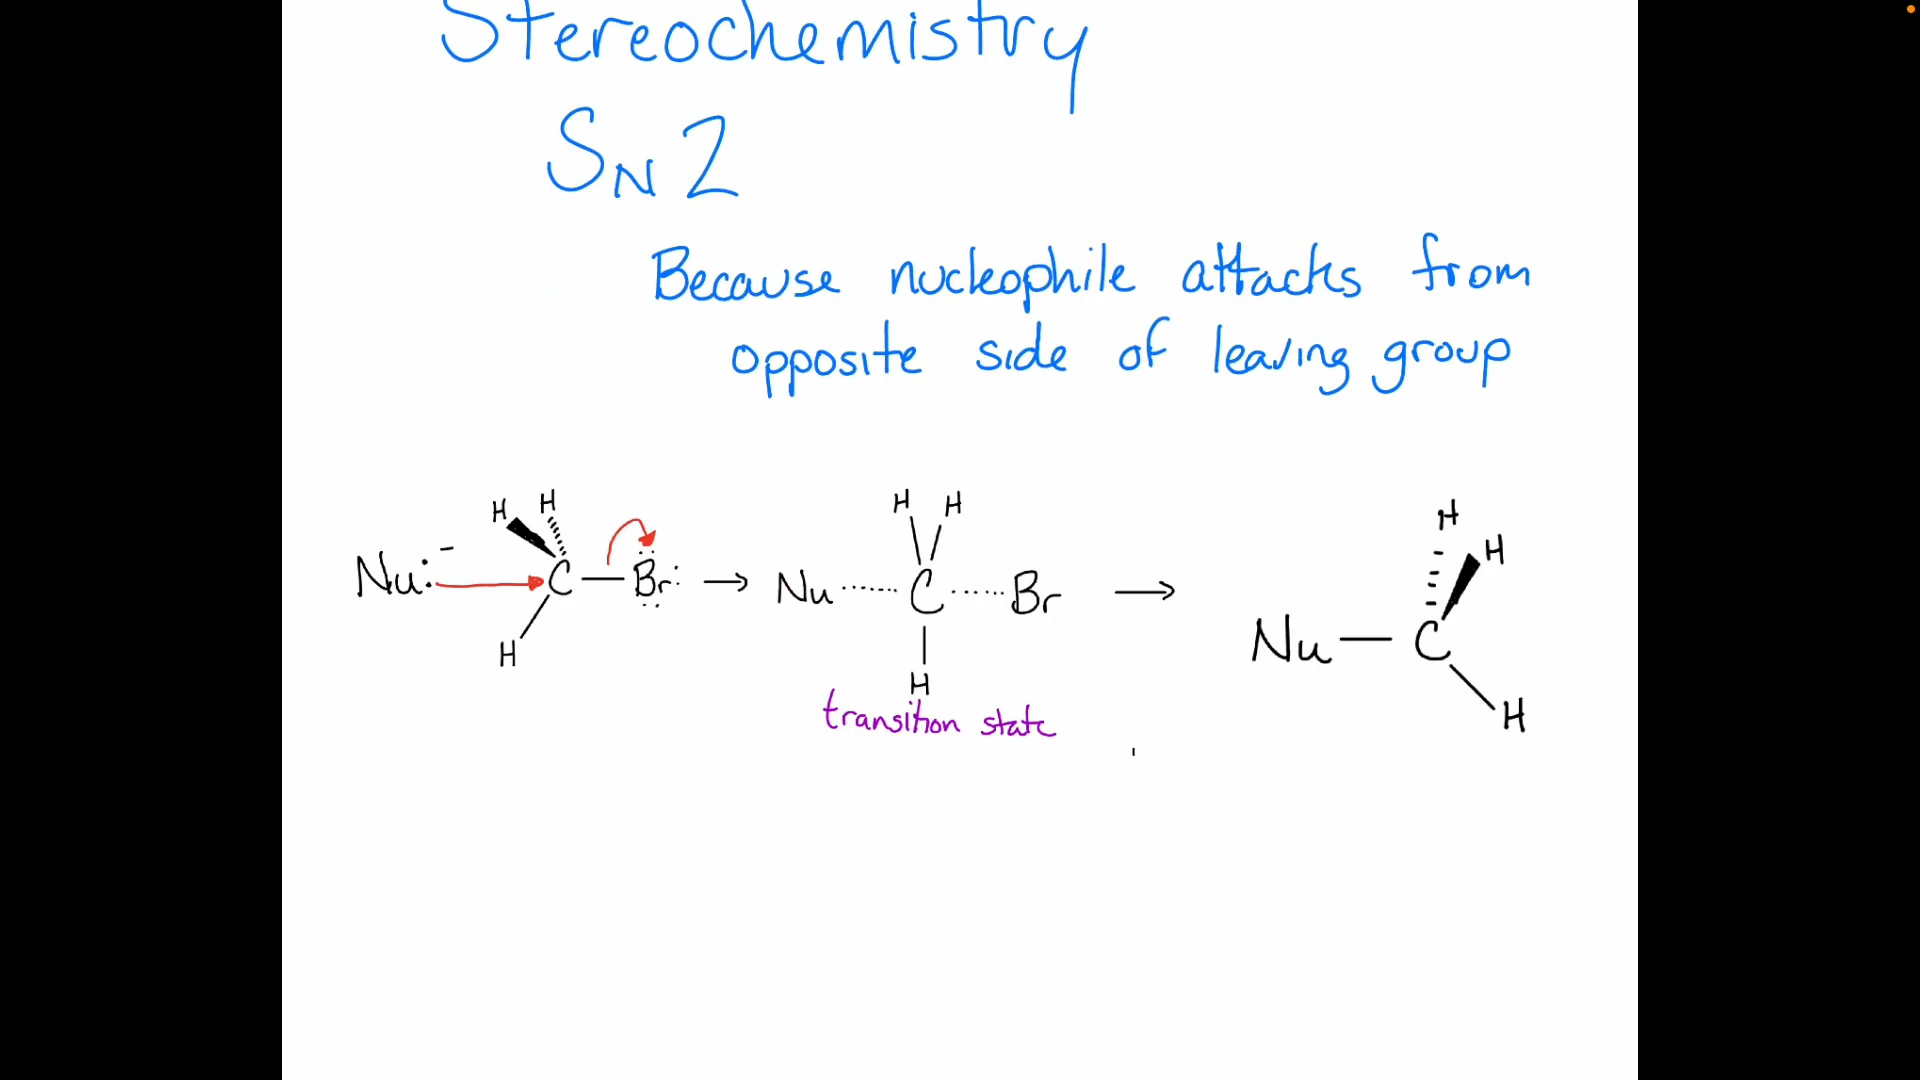 Stereochemistry
SN2
Because nucleophile attacks from
opposite side of leaving group
H H H H H
H
Nu:⁻ C—Br: → Nu⋯C⋯Br → Nu—C
H H H
transition state